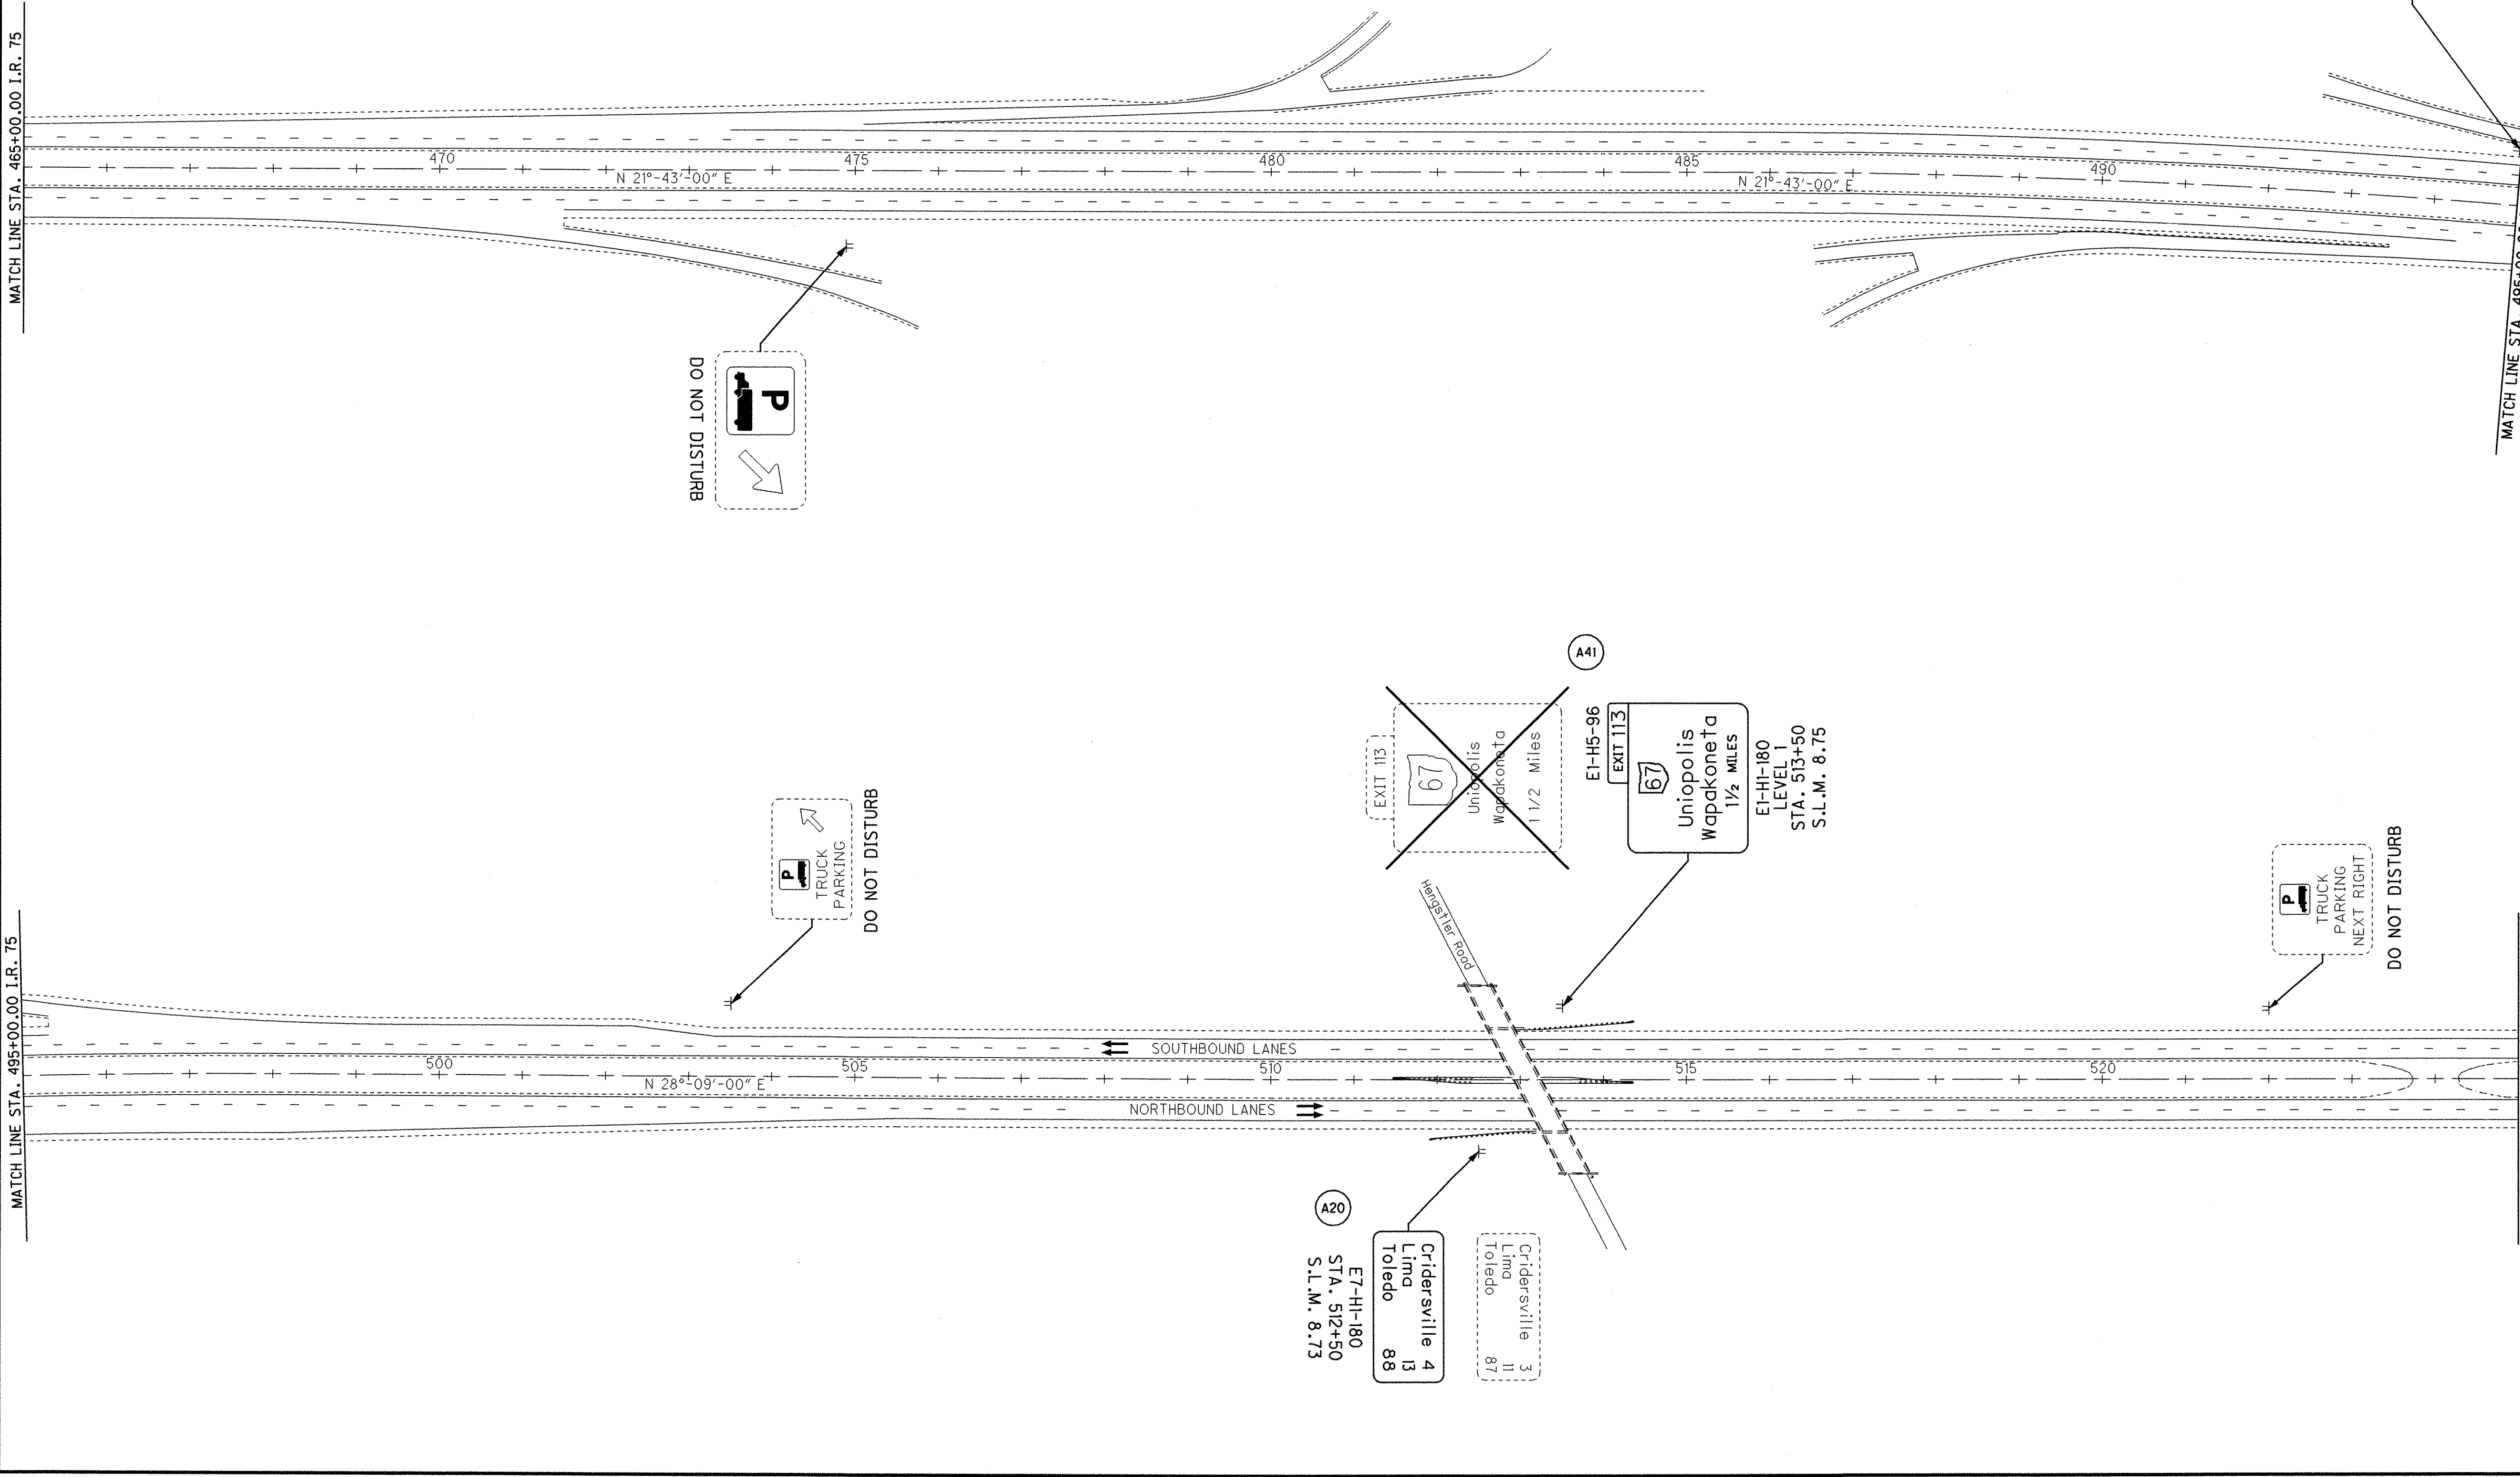 MATCH LINE STA. 465+00.00 I.R. 75
470
475
480
485
490
N 21°-43'-00" E
N 21°-43'-00" E
P
DO NOT DISTURB
MATCH LINE STA. 495+00
MATCH LINE STA. 495+00.00 I.R. 75
P
TRUCK
PARKING
DO NOT DISTURB
A41
EXIT 113
67
Uniopolis
Wapakoneta
1 1/2 Miles
E1-H5-96
EXIT 113
67
Uniopolis
Wapakoneta
1½ MILES
E1-H1-180
LEVEL 1
STA. 513+50
S.L.M. 8.75
Hengstler Road
P
TRUCK
PARKING
NEXT RIGHT
DO NOT DISTURB
SOUTHBOUND LANES
500
505
510
515
520
N 28°-09'-00" E
NORTHBOUND LANES
A20
Cridersville 4
Lima 13
Toledo 88
E7-H1-180
STA. 512+50
S.L.M. 8.73
Cridersville 3
Lima 11
Toledo 87